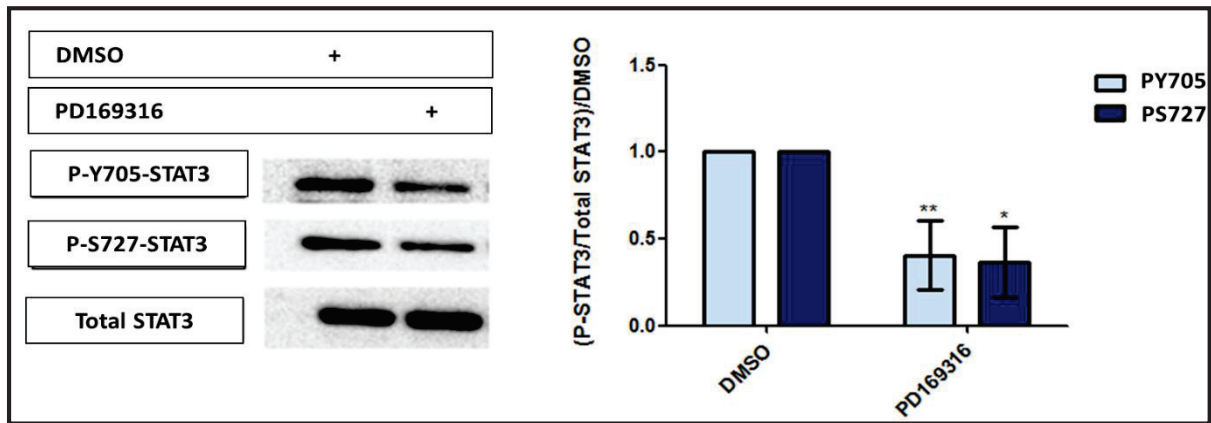 DMSO +
PD169316 +
P-Y705-STAT3
P-S727-STAT3
Total STAT3
(P-STAT3/Total STAT3)/DMSO
1.5
1.0
0.5
0.0
** *
DMSO
PD169316
PY705
PS727